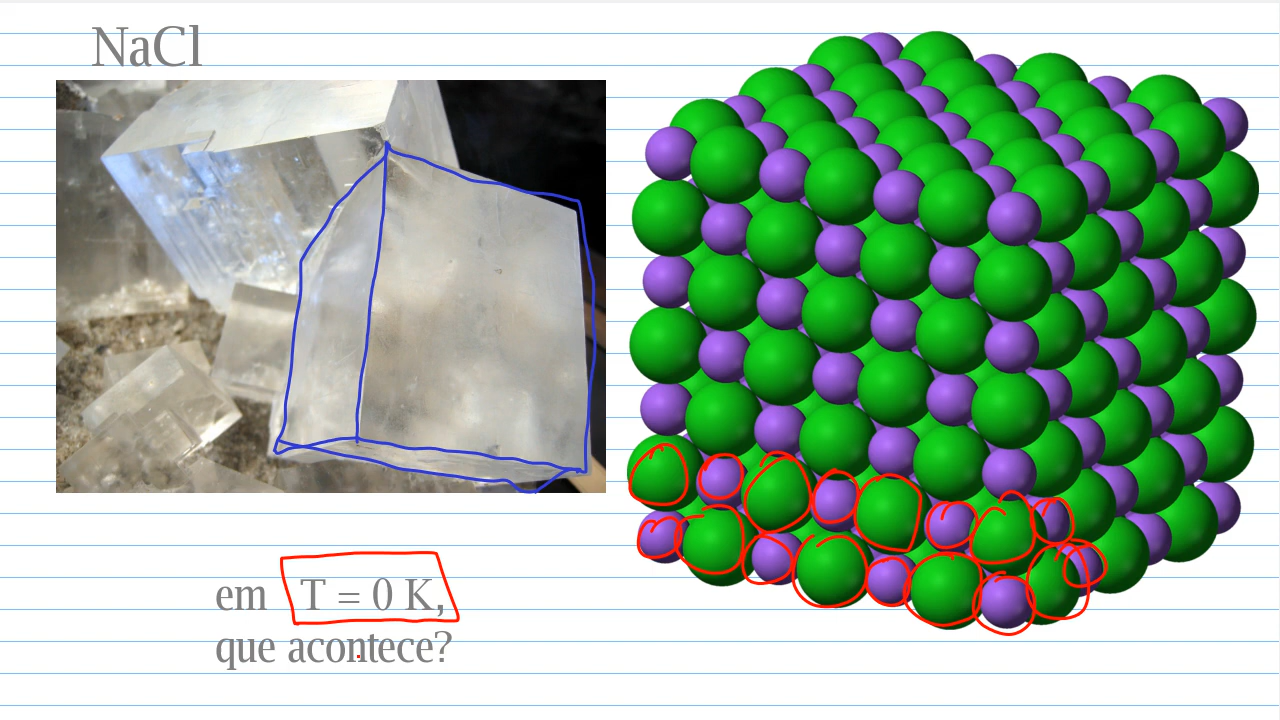 NaCl
em T = 0 K,
que acontece?